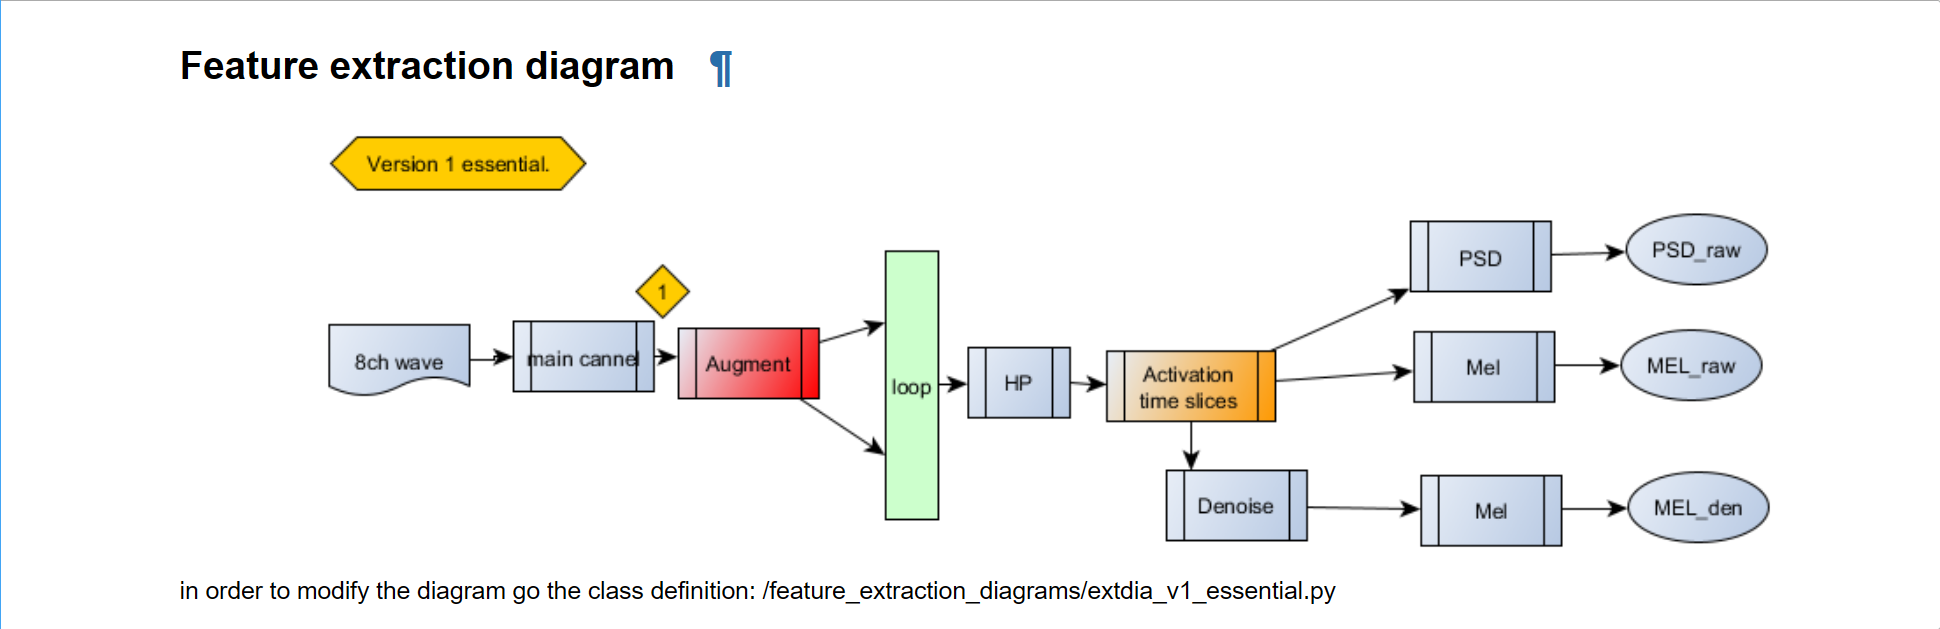 Feature extraction diagram ¶
Version 1 essential.
1
8ch wave
main cannel
Augment
loop
HP
Activation
time slices
PSD
PSD_raw
Mel
MEL_raw
Denoise
Mel
MEL_den
in order to modify the diagram go the class definition: /feature_extraction_diagrams/extdia_v1_essential.py